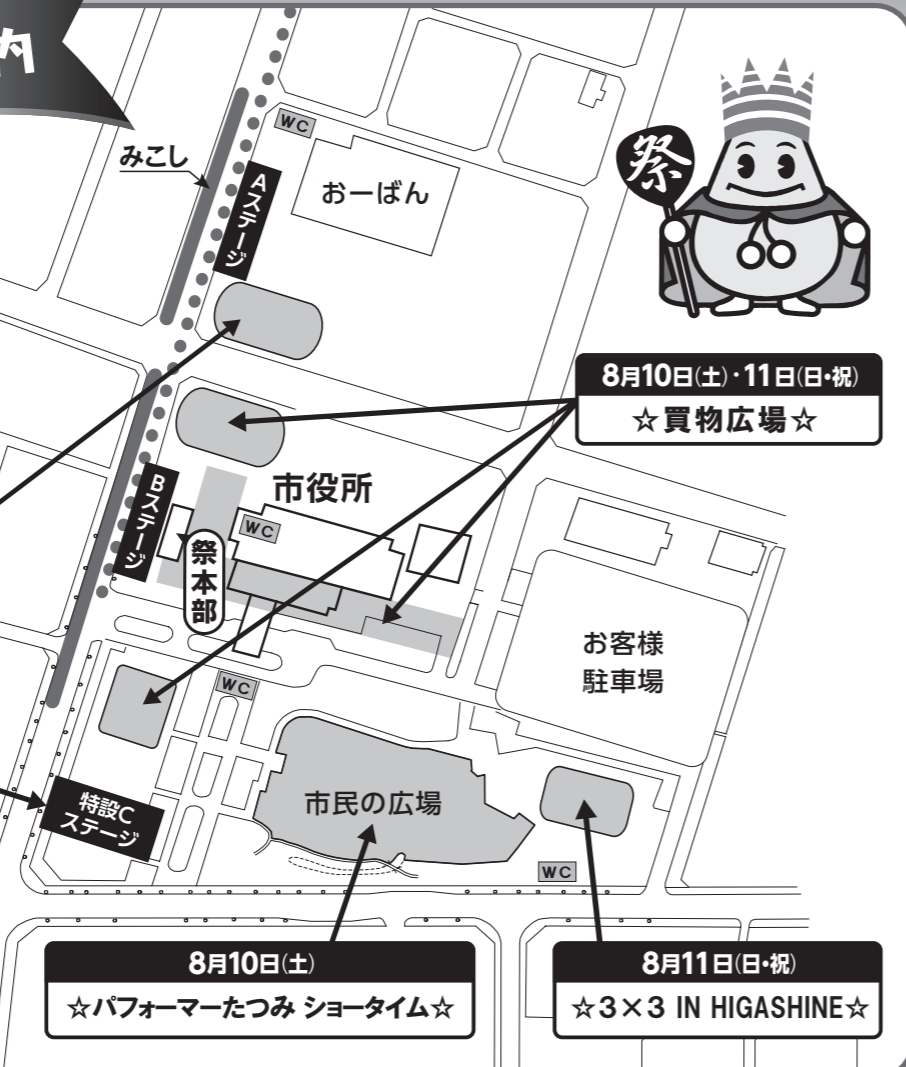 内
WC
みこし
Aステージ
おーばん
祭
8月10日(土)・11日(日・祝)
☆買物広場☆
Bステージ
市役所
WC
祭本部
お客様
駐車場
WC
市民の広場
特設C
ステージ
WC
8月10日(土)
☆パフォーマーたつみ ショータイム☆
8月11日(日・祝)
☆3×3 IN HIGASHINE☆